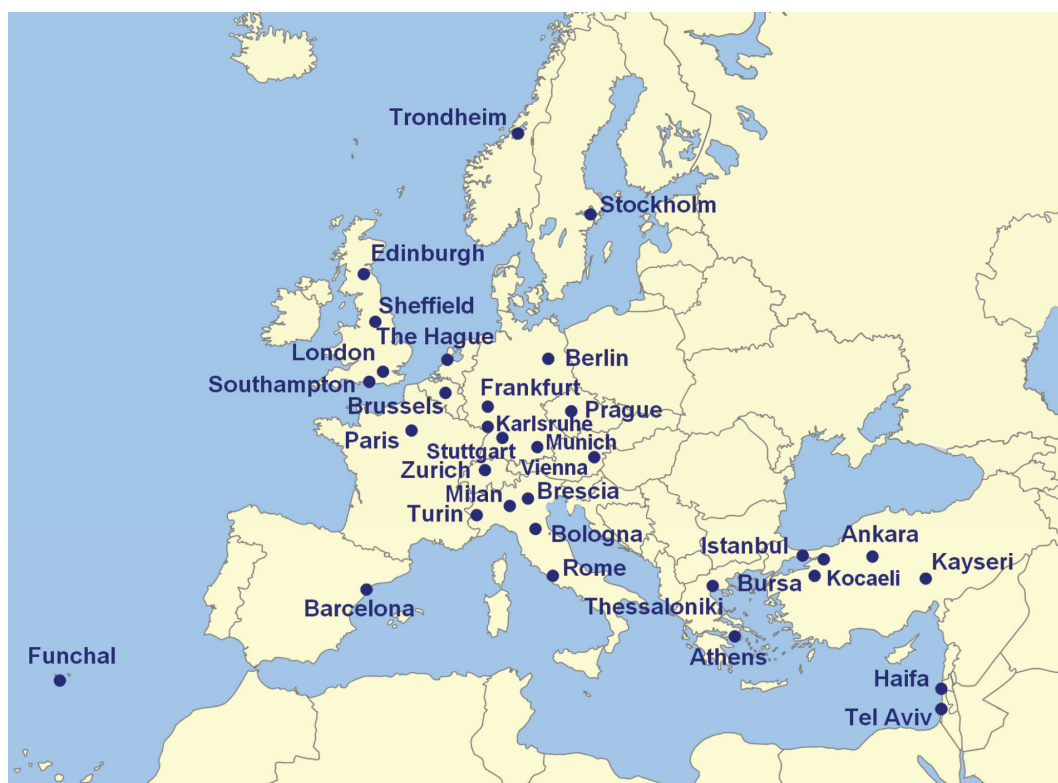 Trondheim
Stockholm
Edinburgh
Sheffield
The Hague
London
Berlin
Southampton
Frankfurt
Brussels
Prague
Karlsruhe
Paris
Munich
Stuttgart
Vienna
Zurich
Milan
Brescia
Turin
Bologna
Istanbul
Ankara
Rome
Bursa
Kocaeli
Kayseri
Barcelona
Thessaloniki
Athens
Funchal
Haifa
Tel Aviv